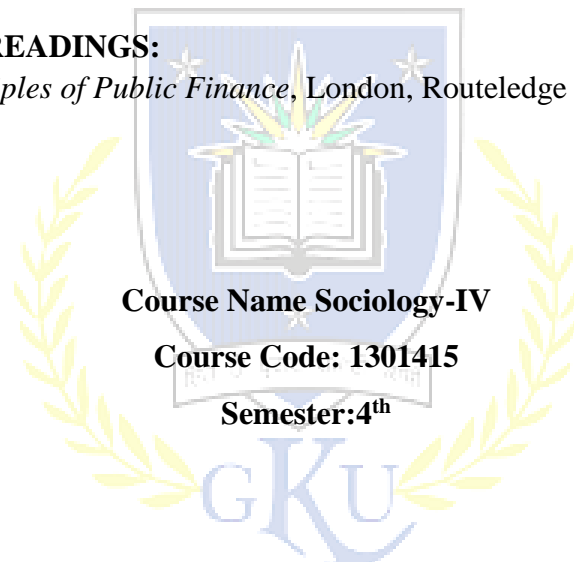 READINGS:
ples of Public Finance, London, Routeledge
Course Name Sociology-IV
Course Code: 1301415
Semester:4th
GKU